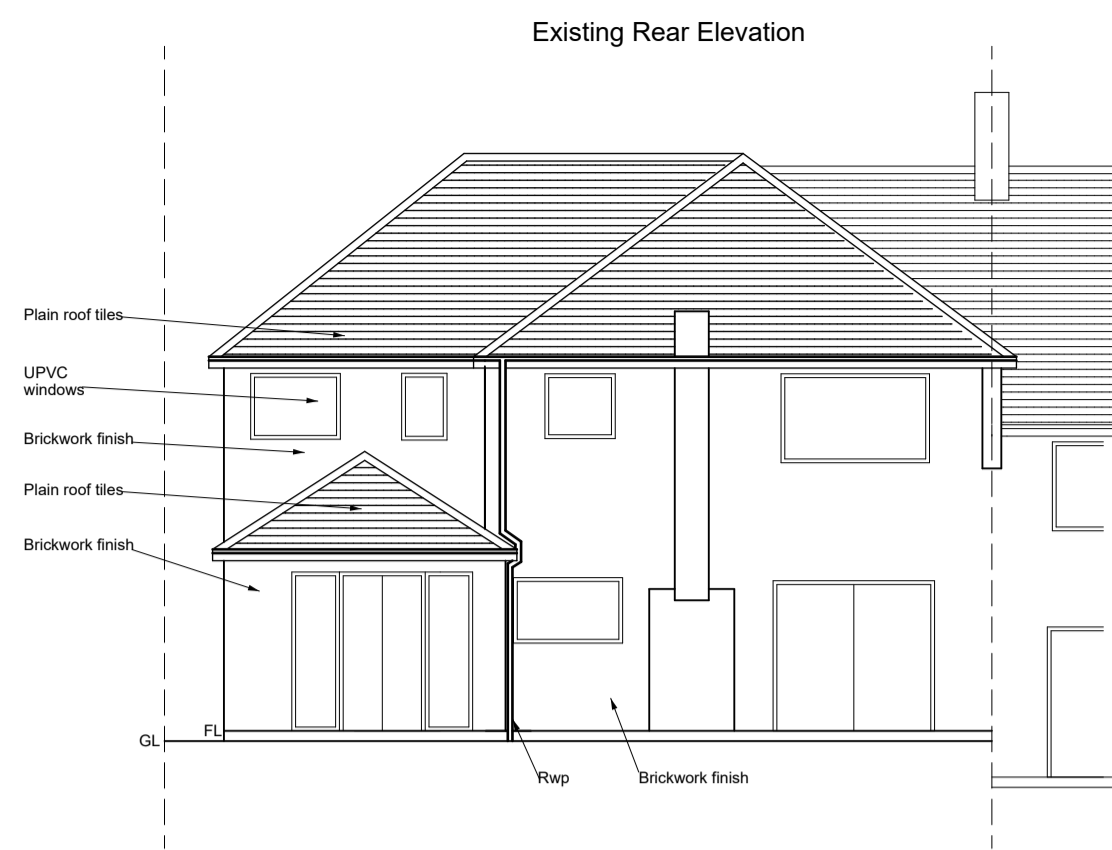 Existing Rear Elevation
Plain roof tiles
UPVC
windows
Brickwork finish
Plain roof tiles
Brickwork finish
FL
GL
Rwp
Brickwork finish